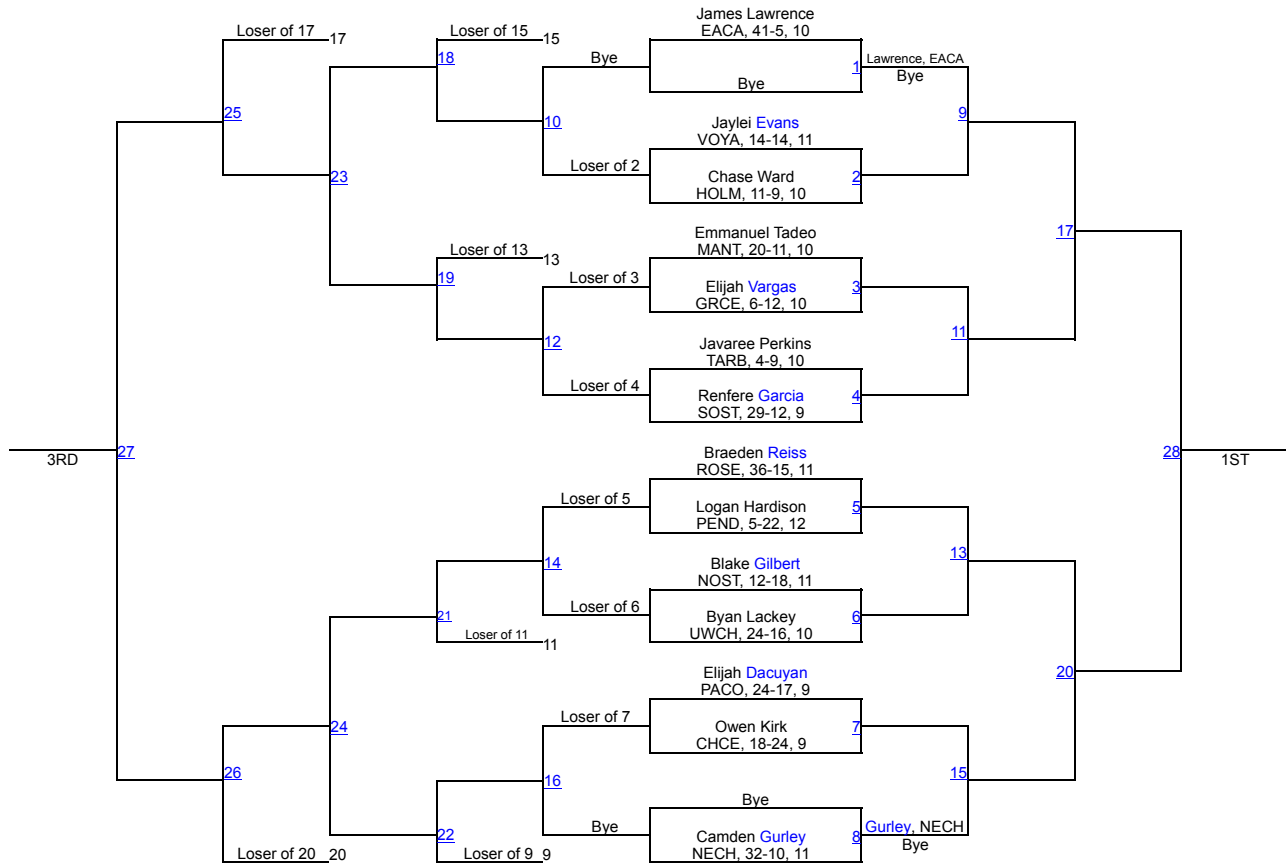 James Lawrence
EACA, 41-5, 10
Loser of 17 17
Loser of 15 15
18
Bye
1
Lawrence, EACA
Bye
Bye
25
10
Jaylei Evans
VOYA, 14-14, 11
9
Loser of 2
Chase Ward
HOLM, 11-9, 10
2
23
Emmanuel Tadeo
MANT, 20-11, 10
17
Loser of 13 13
19
Loser of 3
Elijah Vargas
GRCE, 6-12, 10
3
12
Javaree Perkins
TARB, 4-9, 10
11
Loser of 4
Renfere Garcia
SOST, 29-12, 9
4
3RD
27
Braeden Reiss
ROSE, 36-15, 11
28
1ST
Loser of 5
Logan Hardison
PEND, 5-22, 12
5
14
Blake Gilbert
NOST, 12-18, 11
13
21
Loser of 6
Byan Lackey
UWCH, 24-16, 10
6
Loser of 11 11
Elijah Dacuyan
PACO, 24-17, 9
20
24
Loser of 7
Owen Kirk
CHCE, 18-24, 9
7
26
16
15
Bye
22
Bye
Camden Gurley
NECH, 32-10, 11
8
Gurley, NECH
Bye
Loser of 20 20
Loser of 9 9